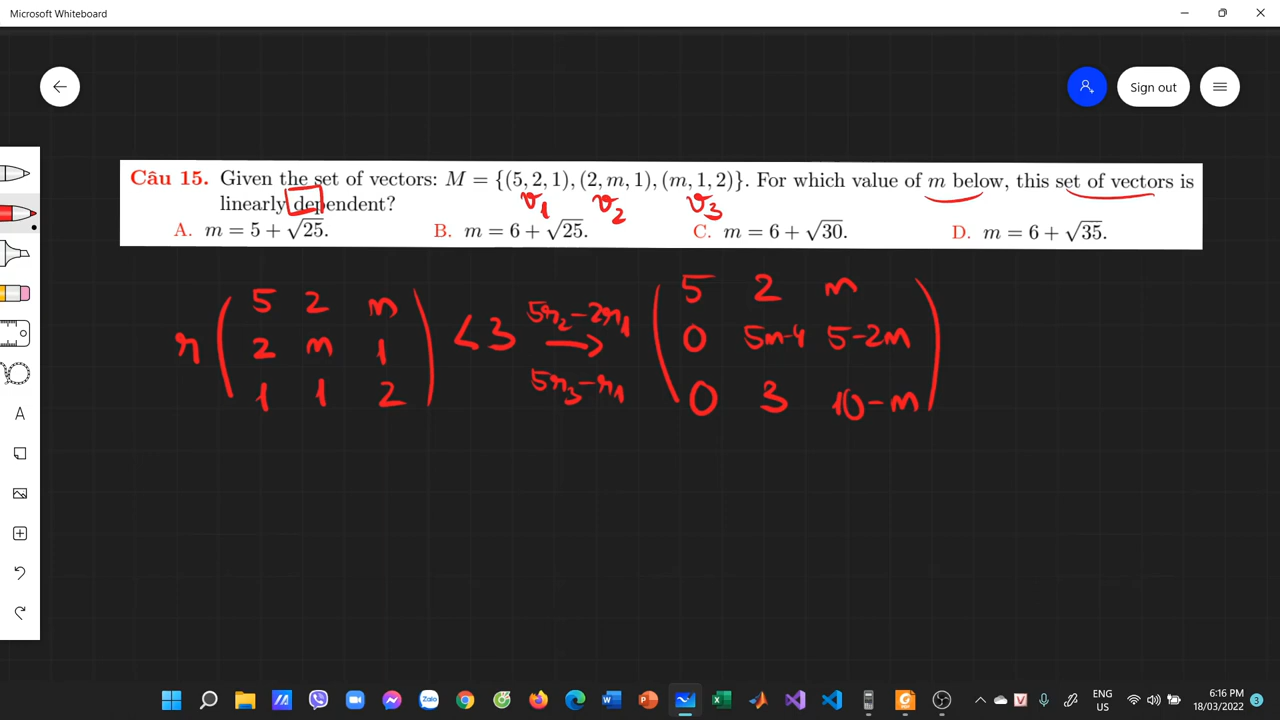 Microsoft Whiteboard
Sign out
Câu 15. Given the set of vectors: M = {(5, 2, 1), (2, m, 1), (m, 1, 2)}. For which value of m below, this set of vectors is
linearly dependent?
v₁ v₂ v₃
A. m = 5 + √25. B. m = 6 + √25. C. m = 6 + √30. D. m = 6 + √35.
5 2 m 5r₂-2r₁ 5 2 m
r 2 m 1 <3 → 0 5m-4 5-2m
1 1 2 5r₃-r₁ 0 3 10-m
A
Zalo
V
ENG
US
6:16 PM
18/03/2022
3